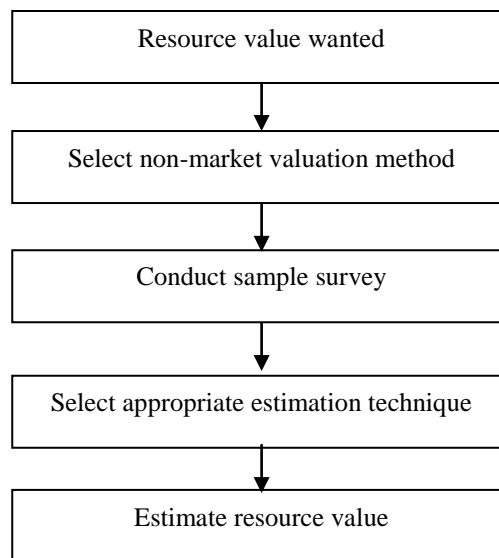 Resource value wanted
Select non-market valuation method
Conduct sample survey
Select appropriate estimation technique
Estimate resource value